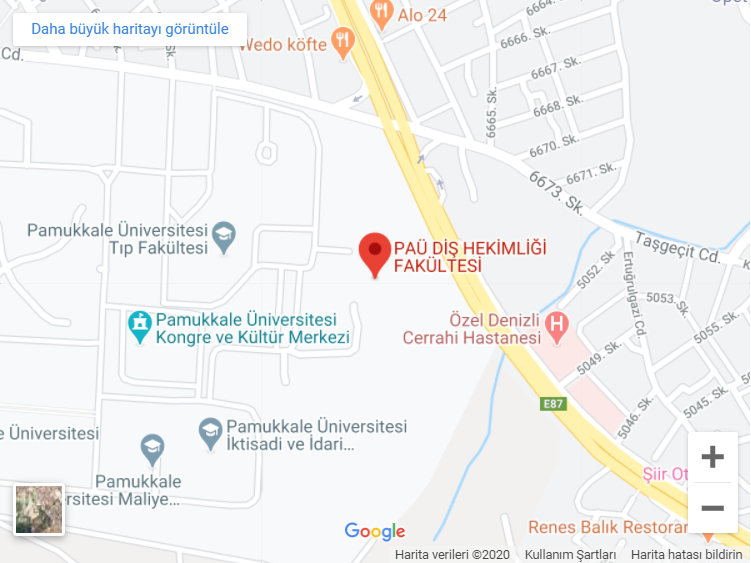 Daha büyük haritayı görüntüle
Alo 24
Wedo köfte
Cd.
6664. Sk.
6667. Sk.
6665. Sk.
6668. Sk.
6670. Sk.
6671. Sk.
6673. Sk.
Taşgeçit Cd.
Pamukkale Üniversitesi
Tıp Fakültesi
PAÜ DİŞ HEKİMLİĞİ
FAKÜLTESİ
5052. Sk.
Ertuğrulgazi Cd.
5053. Sk.
5055. Sk.
Pamukkale Üniversitesi
Kongre ve Kültür Merkezi
Özel Denizli
Cerrahi Hastanesi
5049. Sk.
5045. Sk.
5046. Sk.
E87
Pamukkale Üniversitesi
İktisadi ve İdari...
e Üniversitesi
Pamukkale
ersitesi Maliye...
Şiir Ot
Renes Balık Restoran
Google
Harita verileri ©2020 Kullanım Şartları Harita hatası bildirin